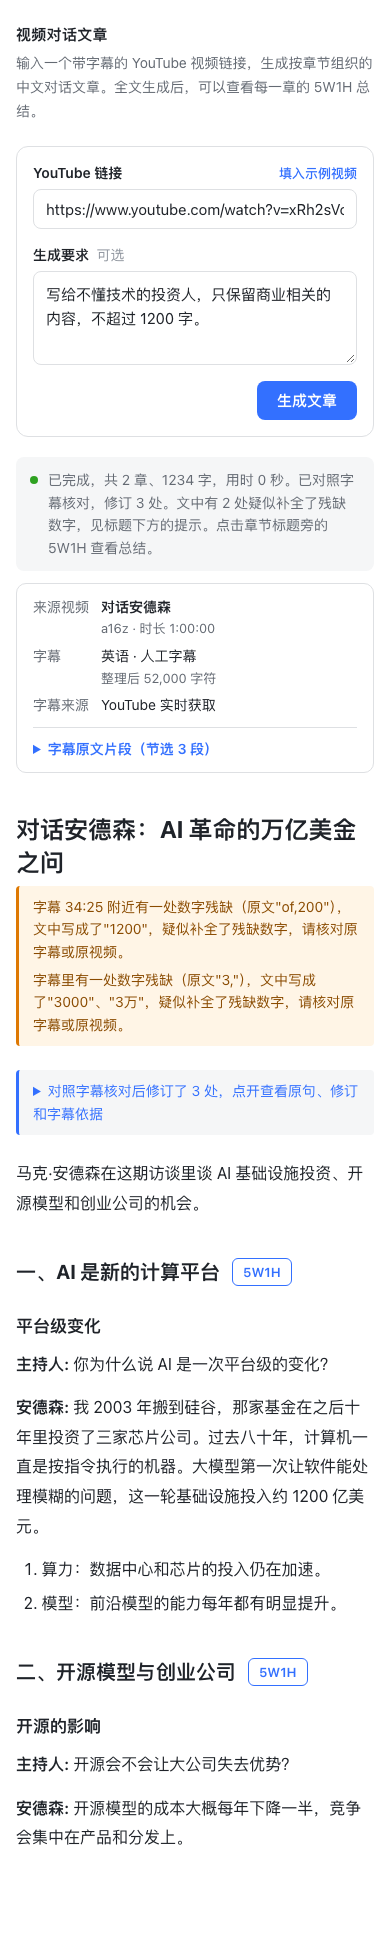 视频对话文章
输入一个带字幕的 YouTube 视频链接，生成按章节组织的
中文对话文章。全文生成后，可以查看每一章的 5W1H 总
结。
YouTube 链接
填入示例视频
https://www.youtube.com/watch?v=xRh2sVc
生成要求 可选
写给不懂技术的投资人，只保留商业相关的
内容，不超过 1200 字。
生成文章
已完成，共 2 章、1234 字，用时 0 秒。已对照字
幕核对，修订 3 处。文中有 2 处疑似补全了残缺
数字，见标题下方的提示。点击章节标题旁的
5W1H 查看总结。
来源视频 对话安德森
a16z · 时长 1:00:00
字幕 英语 · 人工字幕
整理后 52,000 字符
字幕来源 YouTube 实时获取
字幕原文片段（节选 3 段）
对话安德森：AI 革命的万亿美金
之问
字幕 34:25 附近有一处数字残缺（原文"of,200"），
文中写成了"1200"，疑似补全了残缺数字，请核对原
字幕或原视频。
字幕里有一处数字残缺（原文"3,"），文中写成
了"3000"、"3万"，疑似补全了残缺数字，请核对原
字幕或原视频。
对照字幕核对后修订了 3 处，点开查看原句、修订
和字幕依据
马克·安德森在这期访谈里谈 AI 基础设施投资、开
源模型和创业公司的机会。
一、AI 是新的计算平台 5W1H
平台级变化
主持人: 你为什么说 AI 是一次平台级的变化?
安德森: 我 2003 年搬到硅谷，那家基金在之后十
年里投资了三家芯片公司。过去八十年，计算机一
直是按指令执行的机器。大模型第一次让软件能处
理模糊的问题，这一轮基础设施投入约 1200 亿美
元。
1. 算力：数据中心和芯片的投入仍在加速。
2. 模型：前沿模型的能力每年都有明显提升。
二、开源模型与创业公司 5W1H
开源的影响
主持人: 开源会不会让大公司失去优势?
安德森: 开源模型的成本大概每年下降一半，竞争
会集中在产品和分发上。